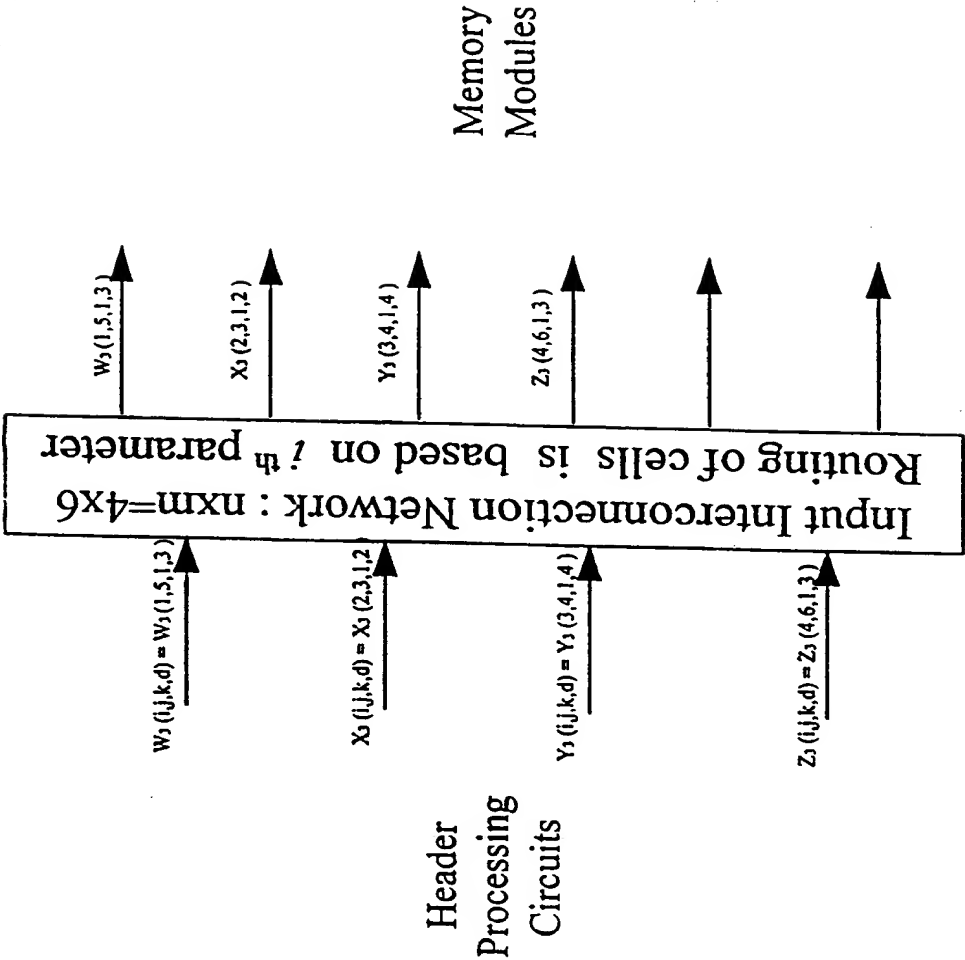 Header
Processing
Circuits
W3 (i,j,k,d) = W3 (1,5,1,3)
X3 (i,j,k,d) = X3 (2,3,1,2)
Y3 (i,j,k,d) = Y3 (3,4,1,4)
Z3 (i,j,k,d) = Z3 (4,6,1,3)
Input Interconnection Network : nxm=4x6
Routing of cells is based on i th parameter
W3 (1,5,1,3)
X3 (2,3,1,2)
Y3 (3,4,1,4)
Z3 (4,6,1,3)
Memory
Modules